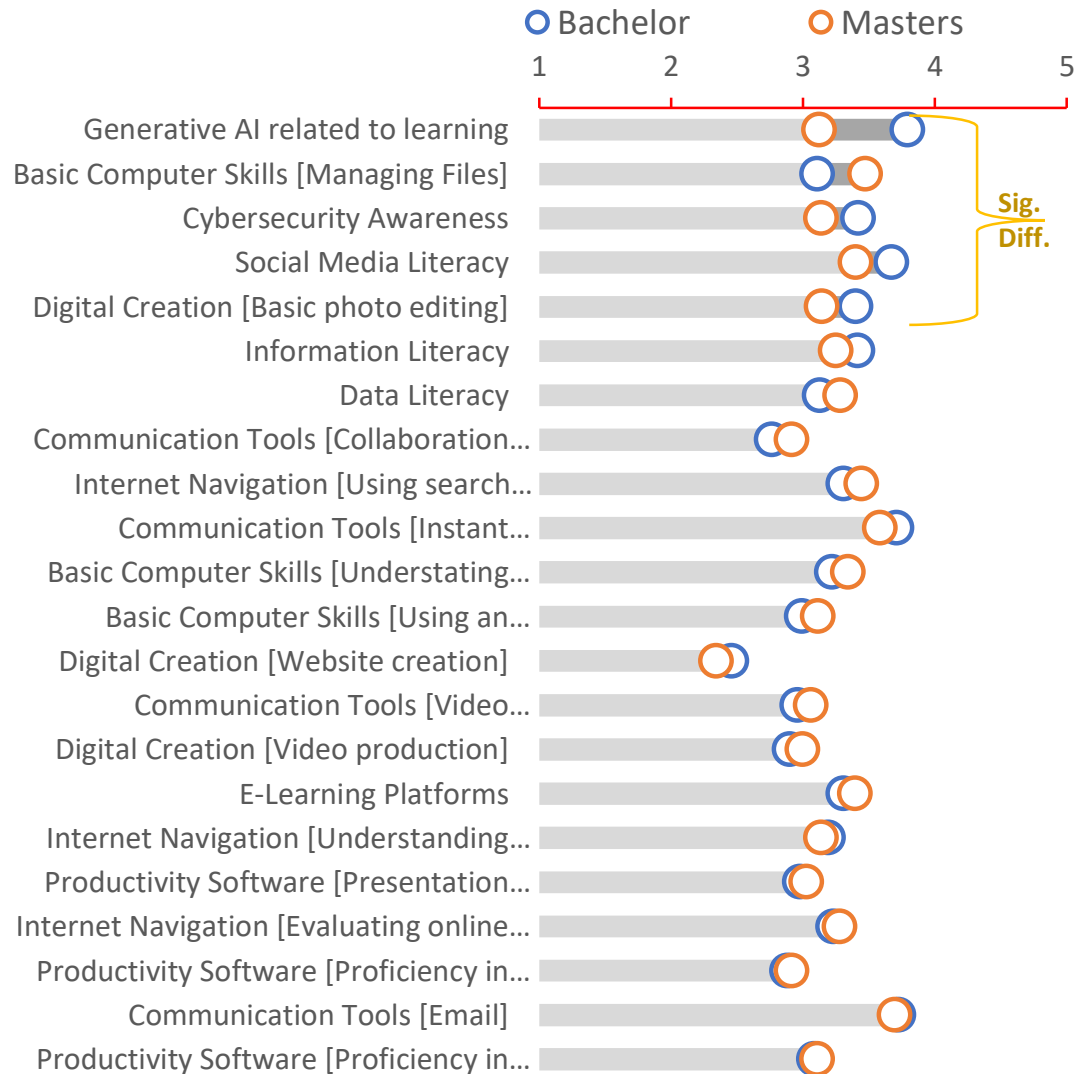 Bachelor Masters
1 2 3 4 5
Generative AI related to learning
Basic Computer Skills [Managing Files]
Cybersecurity Awareness
Sig.
Diff.
Social Media Literacy
Digital Creation [Basic photo editing]
Information Literacy
Data Literacy
Communication Tools [Collaboration...
Internet Navigation [Using search...
Communication Tools [Instant...
Basic Computer Skills [Understating...
Basic Computer Skills [Using an...
Digital Creation [Website creation]
Communication Tools [Video...
Digital Creation [Video production]
E-Learning Platforms
Internet Navigation [Understanding...
Productivity Software [Presentation...
Internet Navigation [Evaluating online...
Productivity Software [Proficiency in...
Communication Tools [Email]
Productivity Software [Proficiency in...